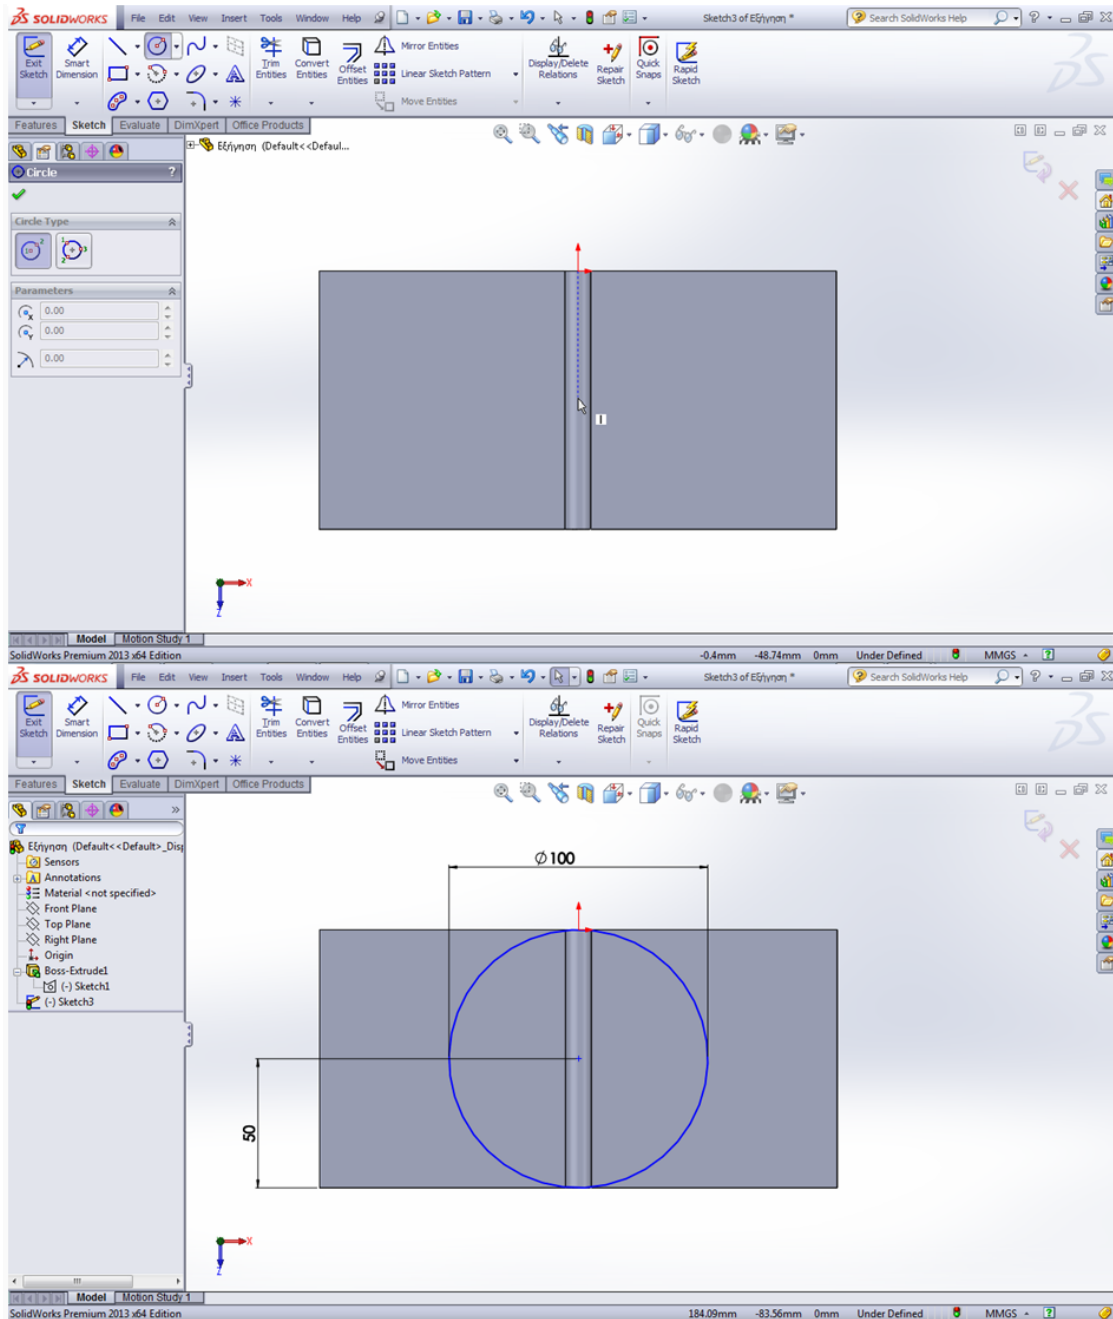 SOLIDWORKS File Edit View Insert Tools Window Help Sketch3 of Εξήγηση * Search SolidWorks Help
Exit Sketch
Smart Dimension
Trim Entities
Convert Entities
Offset Entities
Mirror Entities
Linear Sketch Pattern
Move Entities
Display/Delete Relations
Repair Sketch
Quick Snaps
Rapid Sketch
Features Sketch Evaluate DimXpert Office Products
Εξήγηση (Default<<Defaul...
Circle ?
Circle Type
Parameters
0.00
0.00
0.00
X
Z
Model Motion Study 1
SolidWorks Premium 2013 x64 Edition -0.4mm -48.74mm 0mm Under Defined MMGS
SOLIDWORKS File Edit View Insert Tools Window Help Sketch3 of Εξήγηση * Search SolidWorks Help
Exit Sketch
Smart Dimension
Trim Entities
Convert Entities
Offset Entities
Mirror Entities
Linear Sketch Pattern
Move Entities
Display/Delete Relations
Repair Sketch
Quick Snaps
Rapid Sketch
Features Sketch Evaluate DimXpert Office Products
Εξήγηση (Default<<Default>_Disp
Sensors
Annotations
Material <not specified>
Front Plane
Top Plane
Right Plane
Origin
Boss-Extrude1
(-) Sketch1
(-) Sketch3
Ø100
50
X
Z
Model Motion Study 1
SolidWorks Premium 2013 x64 Edition 184.09mm -83.56mm 0mm Under Defined MMGS